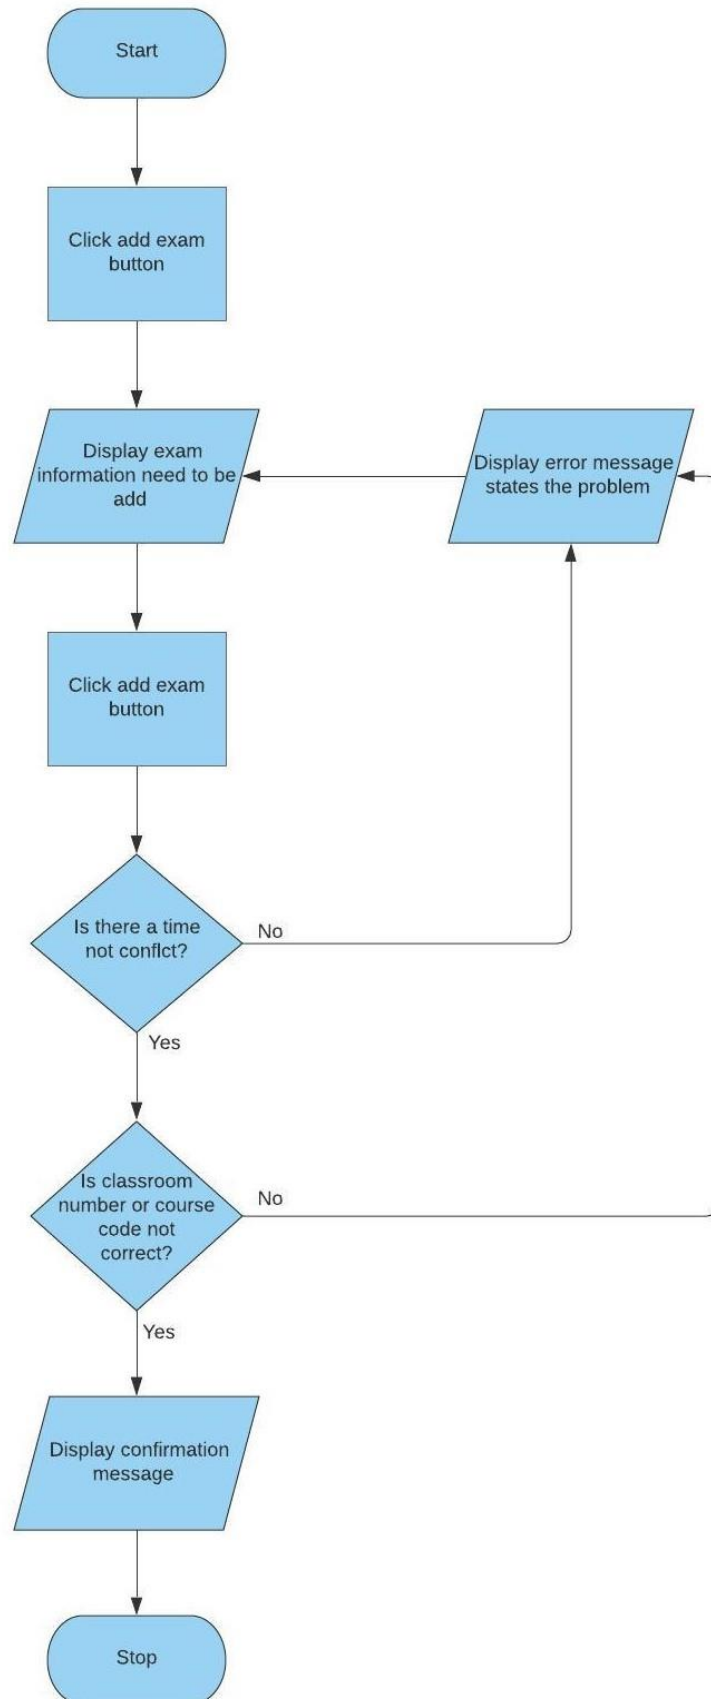 Start
Click add exam
button
Display exam
information need to be
add
Display error message
states the problem
Click add exam
button
Is there a time
not conflct?
No
Yes
Is classroom
number or course
code not
correct?
No
Yes
Display confirmation
message
Stop